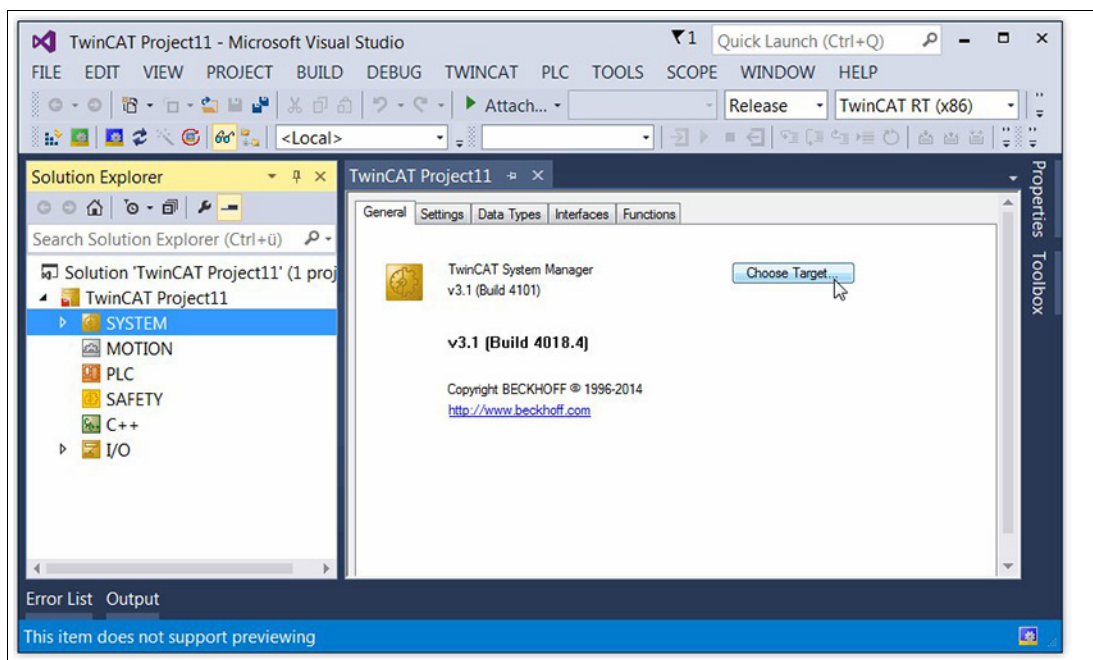 TwinCAT Project11 - Microsoft Visual Studio
1
Quick Launch (Ctrl+Q)
FILE EDIT VIEW PROJECT BUILD DEBUG TWINCAT PLC TOOLS SCOPE WINDOW HELP
Attach... Release TwinCAT RT (x86)
<Local>
Solution Explorer
TwinCAT Project11
Properties
Toolbox
Search Solution Explorer (Ctrl+ü)
Solution 'TwinCAT Project11' (1 proj
TwinCAT Project11
SYSTEM
MOTION
PLC
SAFETY
C++
I/O
General Settings Data Types Interfaces Functions
TwinCAT System Manager
v3.1 (Build 4101)
Choose Target...
v3.1 (Build 4018.4)
Copyright BECKHOFF © 1996-2014
http://www.beckhoff.com
Error List Output
This item does not support previewing